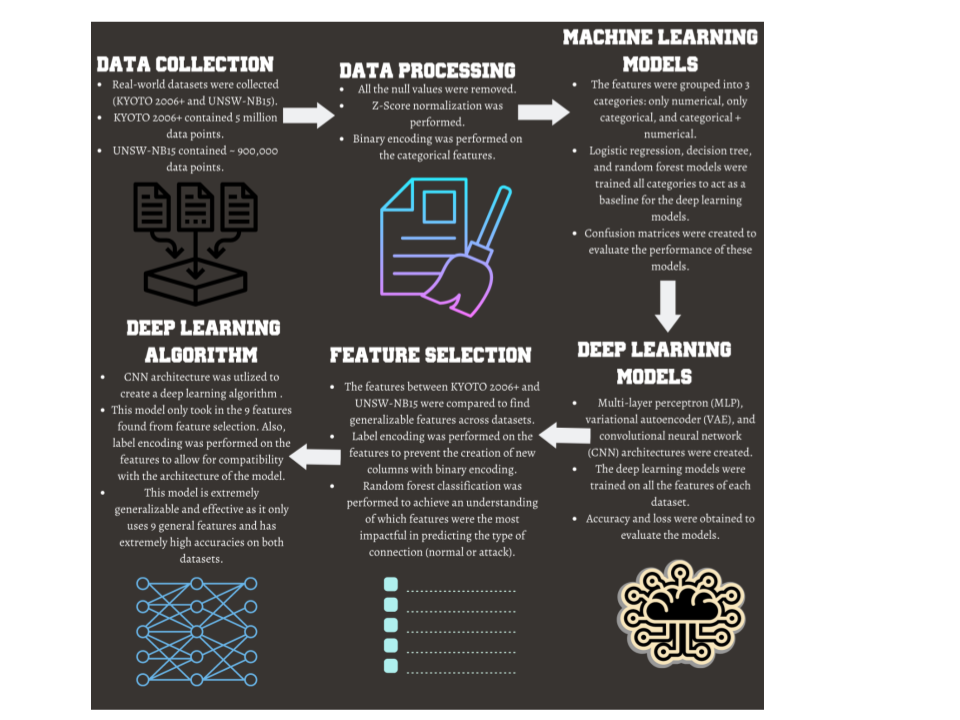 DATA COLLECTION
• Real-world datasets were collected
(KYOTO 2006+ and UNSW-NB15).
• KYOTO 2006+ contained 5 million
data points.
• UNSW-NB15 contained ~ 900,000
data points.
DATA PROCESSING
• All the null values were removed.
• Z-Score normalization was
performed.
• Binary encoding was performed on
the categorical features.
MACHINE LEARNING
MODELS
• The features were grouped into 3
categories: only numerical, only
categorical, and categorical +
numerical.
• Logistic regression, decision tree,
and random forest models were
trained all categories to act as a
baseline for the deep learning
models.
• Confusion matrices were created to
evaluate the performance of these
models.
DEEP LEARNING
MODELS
• Multi-layer perceptron (MLP),
variational autoencoder (VAE), and
convolutional neural network
(CNN) architectures were created.
• The deep learning models were
trained on all the features of each
dataset.
• Accuracy and loss were obtained to
evaluate the models.
FEATURE SELECTION
• The features between KYOTO 2006+ and
UNSW-NB15 were compared to find
generalizable features across datasets.
• Label encoding was performed on the
features to prevent the creation of new
columns with binary encoding.
• Random forest classification was
performed to achieve an understanding
of which features were the most
impactful in predicting the type of
connection (normal or attack).
DEEP LEARNING
ALGORITHM
• CNN architecture was utlized to
create a deep learning algorithm .
• This model only took in the 9 features
found from feature selection. Also,
label encoding was performed on the
features to allow for compatibility
with the architecture of the model.
• This model is extremely
generalizable and effective as it only
uses 9 general features and has
extremely high accuracies on both
datasets.